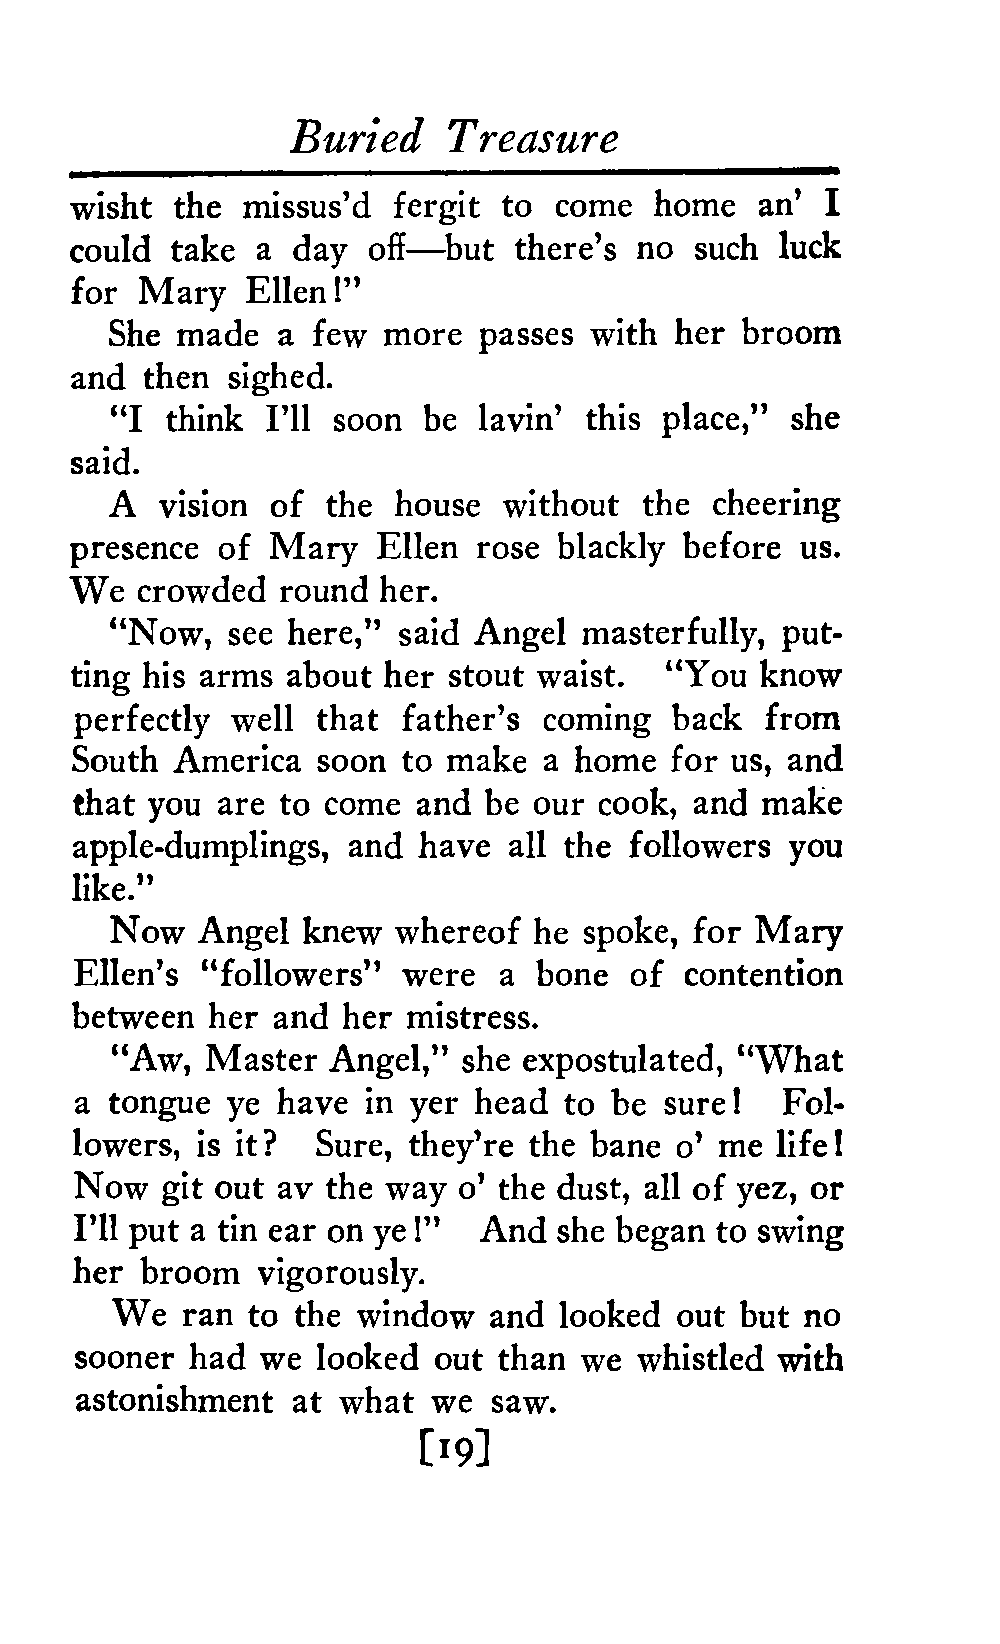 Buried Treasure
wisht the missus'd fergit to come home an' I
could take a day off—but there's no such luck
for Mary Ellen!"
She made a few more passes with her broom
and then sighed.
"I think I'll soon be lavin' this place," she
said.
A vision of the house without the cheering
presence of Mary Ellen rose blackly before us.
We crowded round her.
"Now, see here," said Angel masterfully, put-
ting his arms about her stout waist. "You know
perfectly well that father's coming back from
South America soon to make a home for us, and
that you are to come and be our cook, and make
apple-dumplings, and have all the followers you
like."
Now Angel knew whereof he spoke, for Mary
Ellen's "followers" were a bone of contention
between her and her mistress.
"Aw, Master Angel," she expostulated, "What
a tongue ye have in yer head to be sure! Fol-
lowers, is it? Sure, they're the bane o' me life!
Now git out av the way o' the dust, all of yez, or
I'll put a tin ear on ye!" And she began to swing
her broom vigorously.
We ran to the window and looked out but no
sooner had we looked out than we whistled with
astonishment at what we saw.
[19]